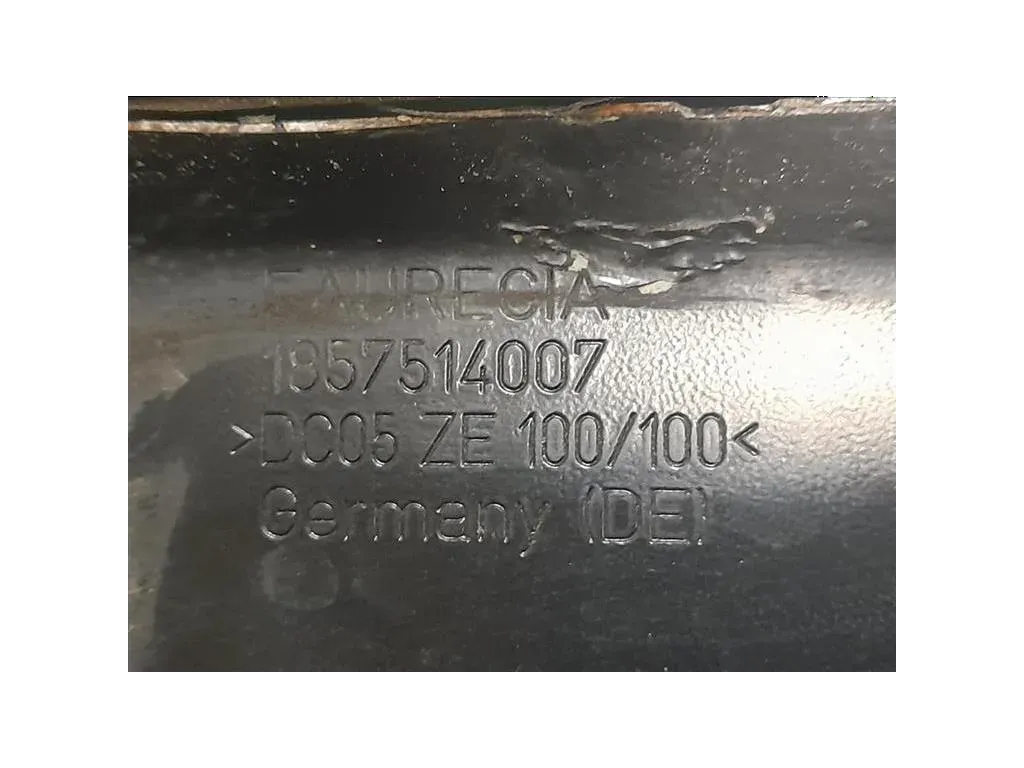 FAURECIA
1857514007
>DC05 ZE 100/100<
Germany (DE)